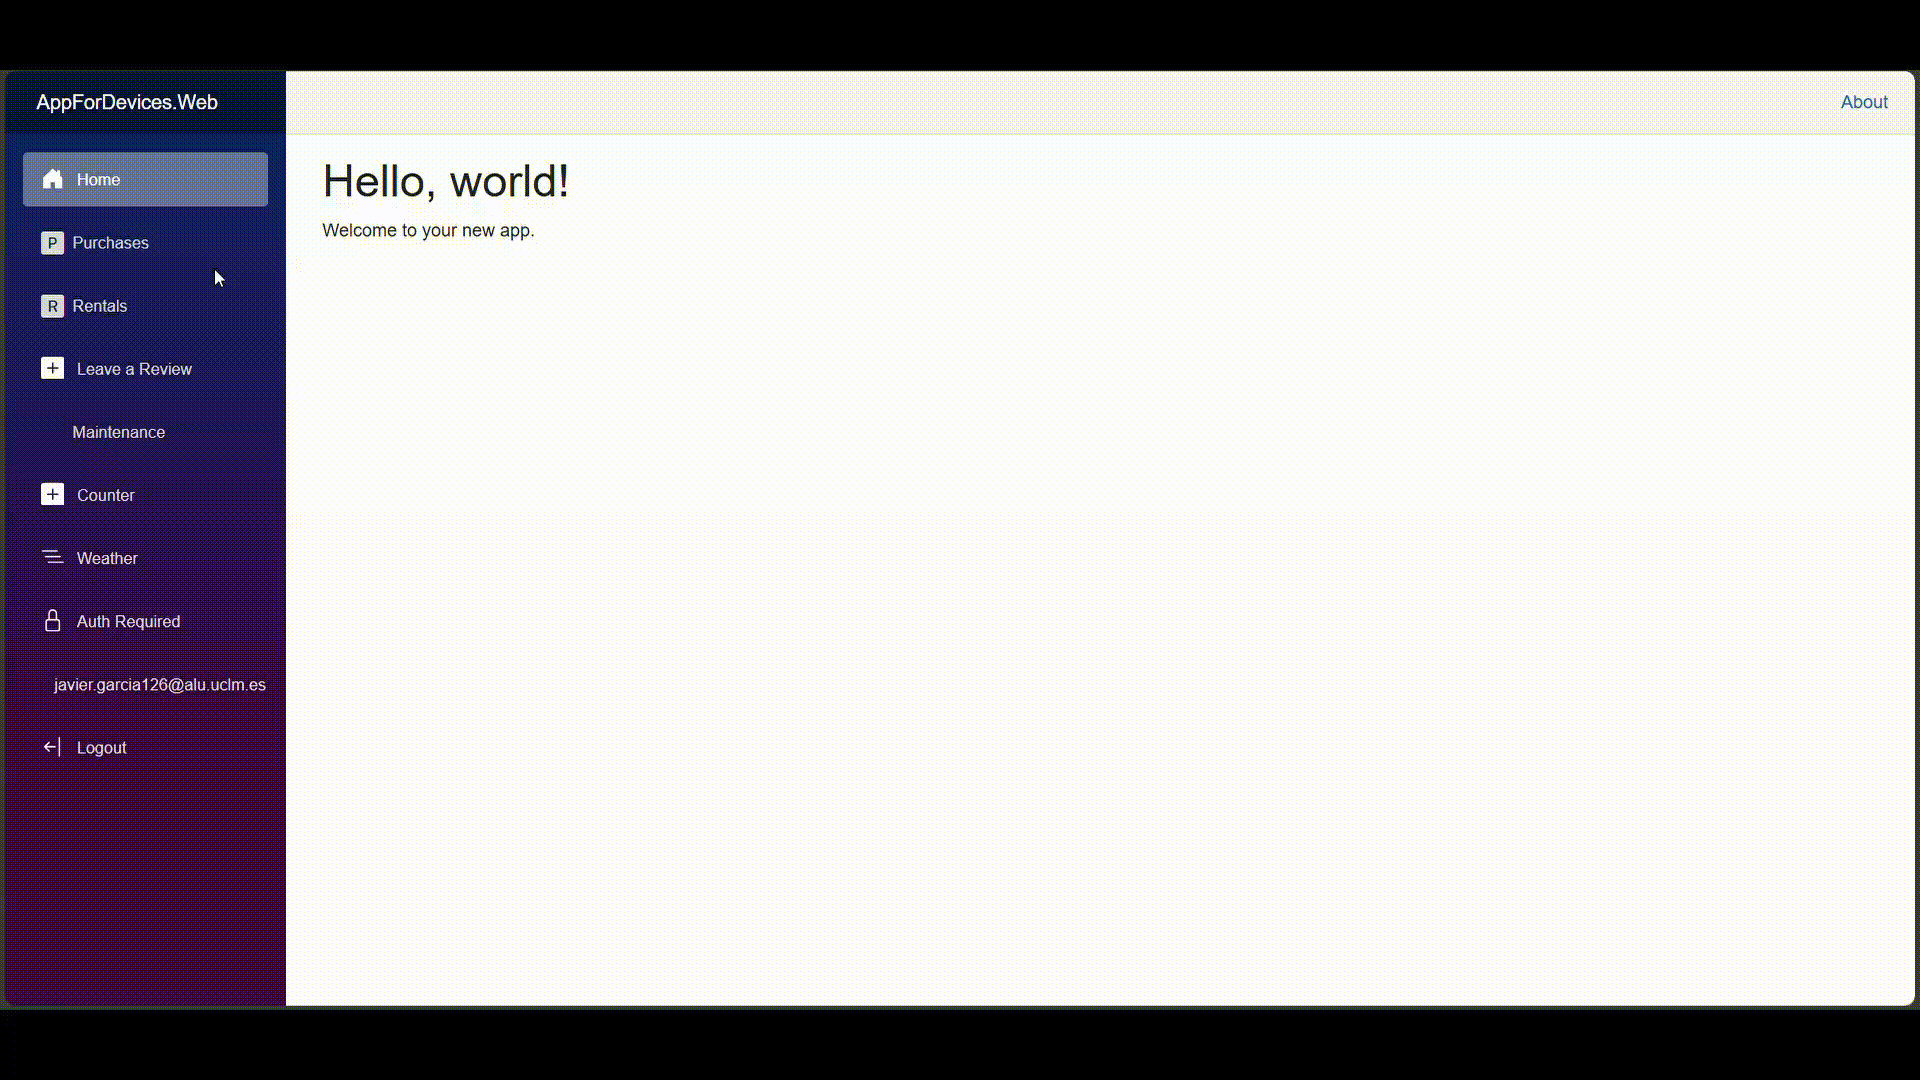 AppForDevices.Web
About
Home
Hello, world!
Welcome to your new app.
P Purchases
R Rentals
Leave a Review
Maintenance
Counter
Weather
Auth Required
javier.garcia126@alu.uclm.es
Logout